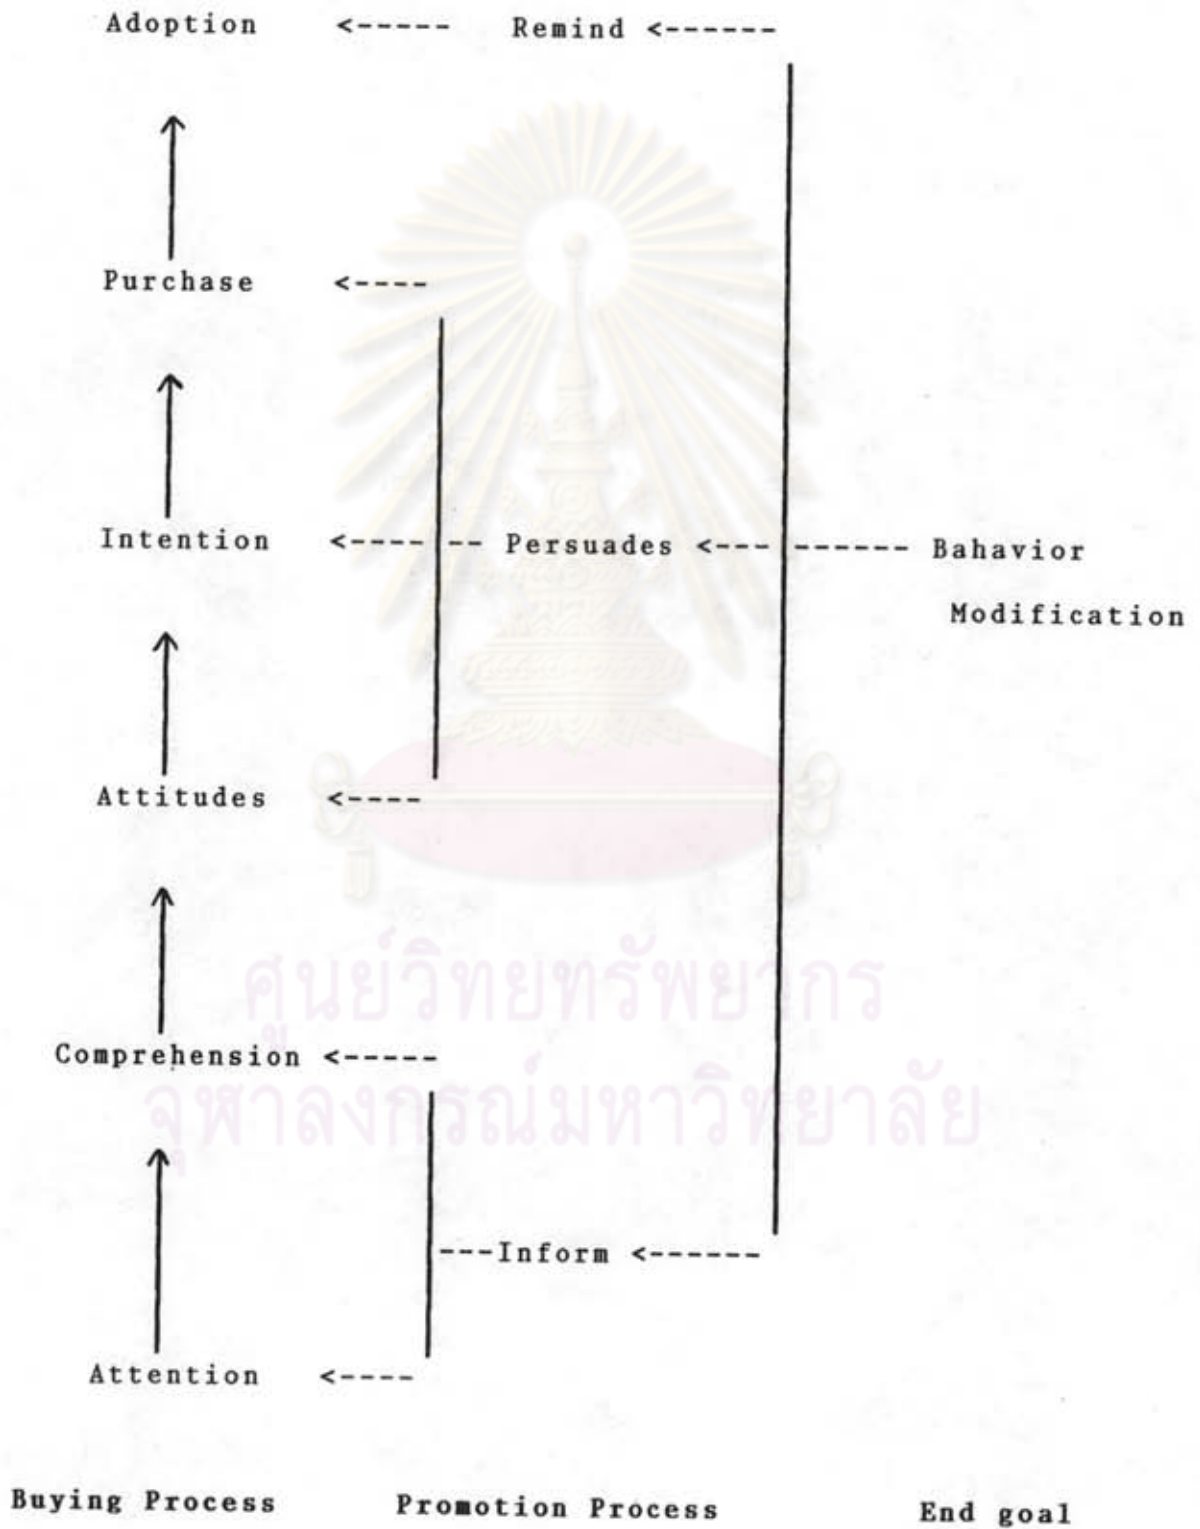 Adoption <----- Remind <------
Purchase <----
Intention <---- -- Persuades <--- ------ Bahavior
Modification
Attitudes <----
ศูนย์วิทยทรัพยากร
Comprehension <-----
จุฬาลงกรณ์มหาวิทยาลัย
---Inform <------
Attention <----
Buying Process Promotion Process End goal